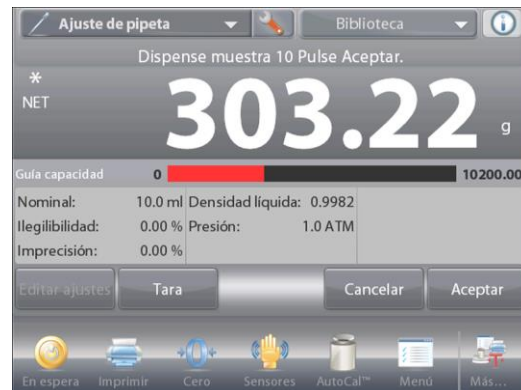 Ajuste de pipeta Biblioteca
Dispense muestra 10 Pulse Aceptar.
*
NET
303.22 g
Guía capacidad 0 10200.00
Nominal: 10.0 ml Densidad líquida: 0.9982
Ilegibilidad: 0.00 % Presión: 1.0 ATM
Imprecisión: 0.00 %
Editar ajustes Tara Cancelar Aceptar
En espera Imprimir Cero Sensores AutoCal™ Menú Más...